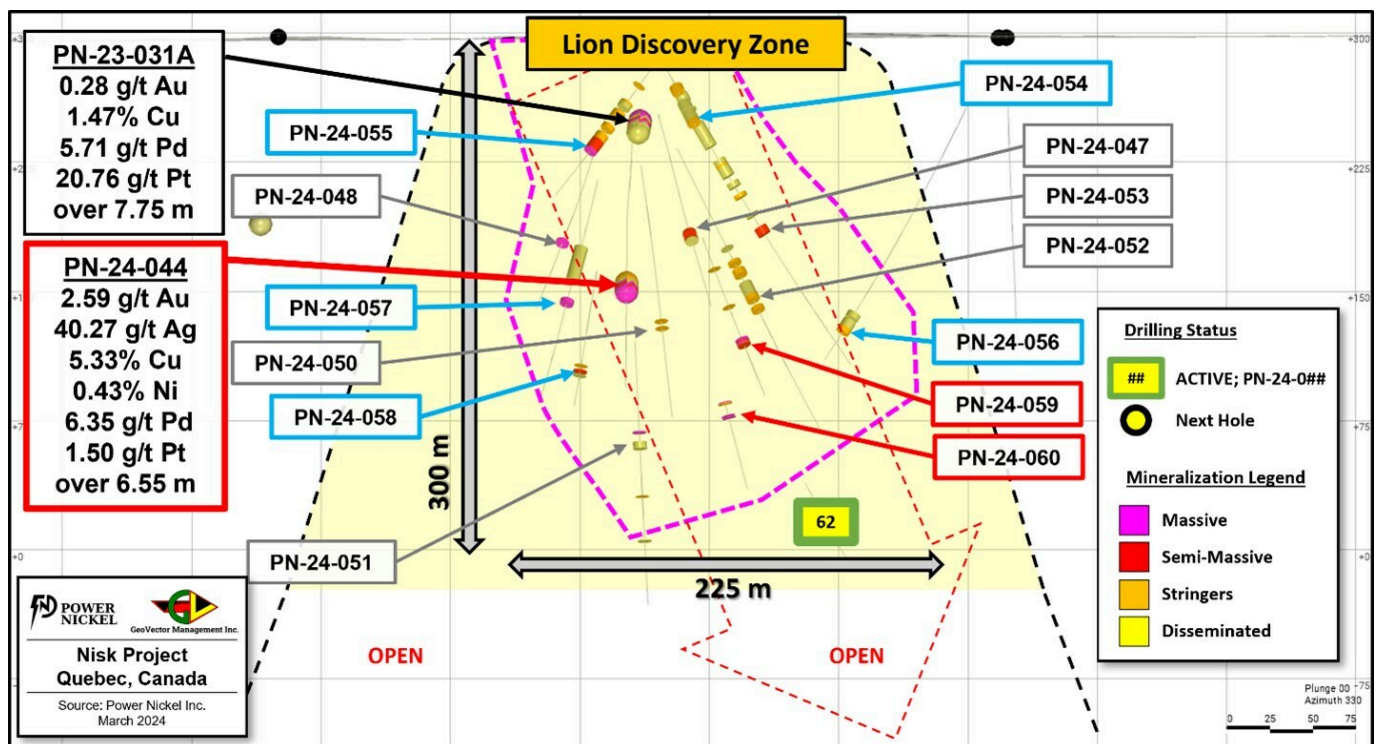 Lion Discovery Zone
PN-23-031A
0.28 g/t Au
1.47% Cu
5.71 g/t Pd
20.76 g/t Pt
over 7.75 m
PN-24-044
2.59 g/t Au
40.27 g/t Ag
5.33% Cu
0.43% Ni
6.35 g/t Pd
1.50 g/t Pt
over 6.55 m
PN-24-055
PN-24-048
PN-24-057
PN-24-050
PN-24-058
PN-24-051
PN-24-054
PN-24-047
PN-24-053
PN-24-052
PN-24-056
PN-24-059
PN-24-060
62
300 m
225 m
OPEN
OPEN
+300
+225
+150
+75
+0
-75
Drilling Status
## ACTIVE; PN-24-0##
Next Hole
Mineralization Legend
Massive
Semi-Massive
Stringers
Disseminated
POWER
NICKEL
GeoVector Management Inc.
Nisk Project
Quebec, Canada
Source: Power Nickel Inc.
March 2024
Plunge 00
Azimuth 330
0 25 50 75